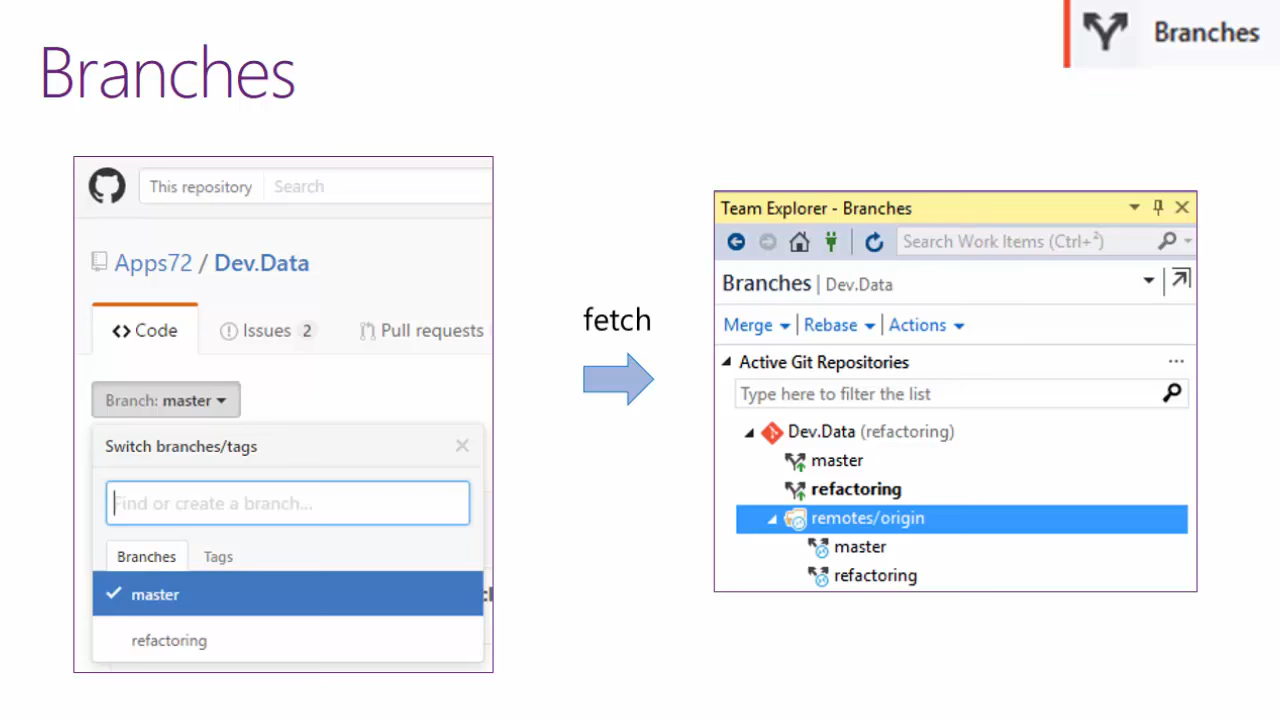 Branches
Branches
This repository Search
Apps72 / Dev.Data
Code Issues 2 Pull requests
Branch: master
Switch branches/tags
Find or create a branch...
Branches Tags
master
refactoring
fetch
Team Explorer - Branches
Search Work Items (Ctrl+²)
Branches | Dev.Data
Merge | Rebase | Actions
Active Git Repositories
Type here to filter the list
Dev.Data (refactoring)
master
refactoring
remotes/origin
master
refactoring